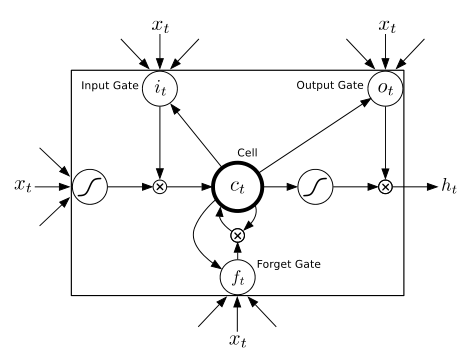 x_t x_t
Input Gate i_t Output Gate o_t
Cell
x_t × c_t × h_t
×
f_t Forget Gate
x_t